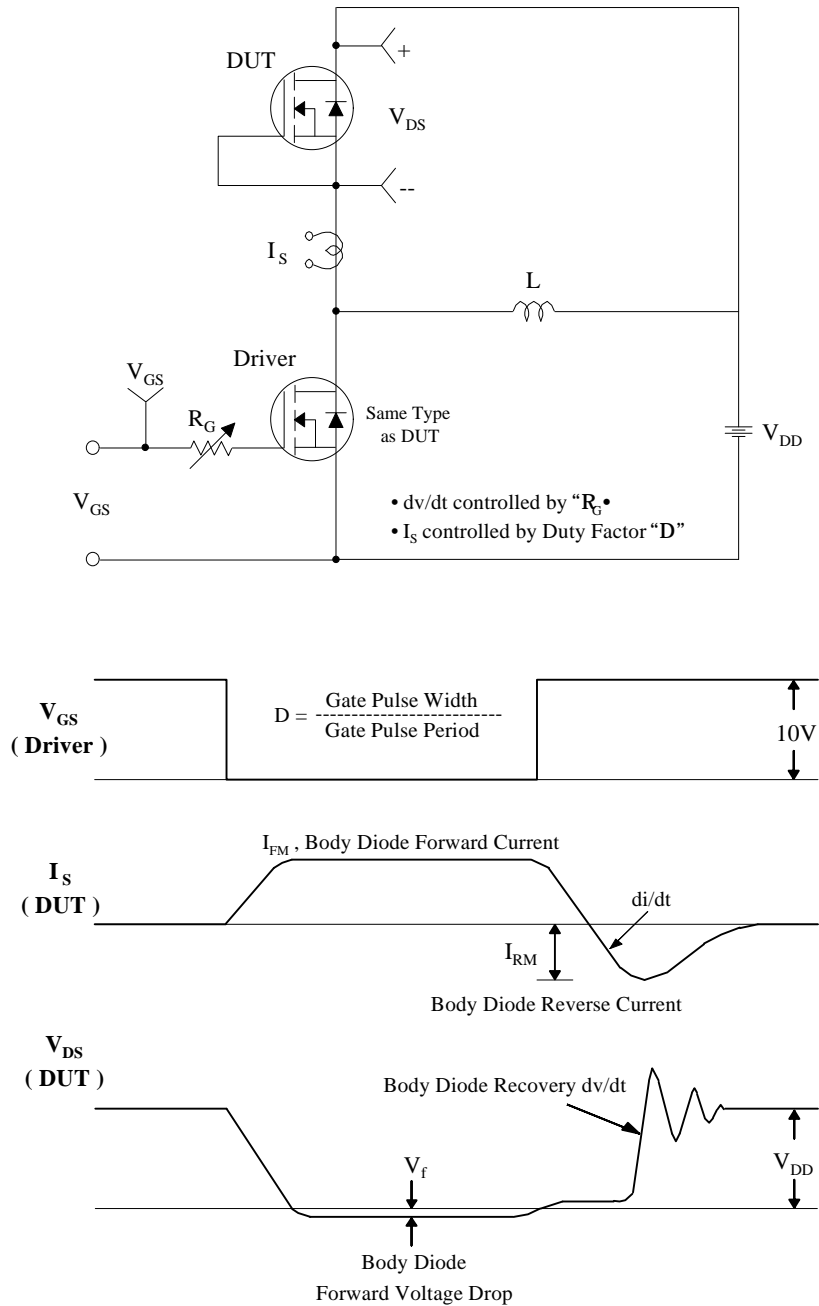 DUT
+
V_DS
--
I_S
L
Driver
V_GS
R_G
Same Type
as DUT
V_DD
V_GS
• dv/dt controlled by “R_G•
• I_S controlled by Duty Factor “D”
V_GS
( Driver )
D = Gate Pulse Width
--------------------------
Gate Pulse Period
10V
I_FM , Body Diode Forward Current
I_S
( DUT )
di/dt
I_RM
Body Diode Reverse Current
V_DS
( DUT )
Body Diode Recovery dv/dt
V_f
V_DD
Body Diode
Forward Voltage Drop